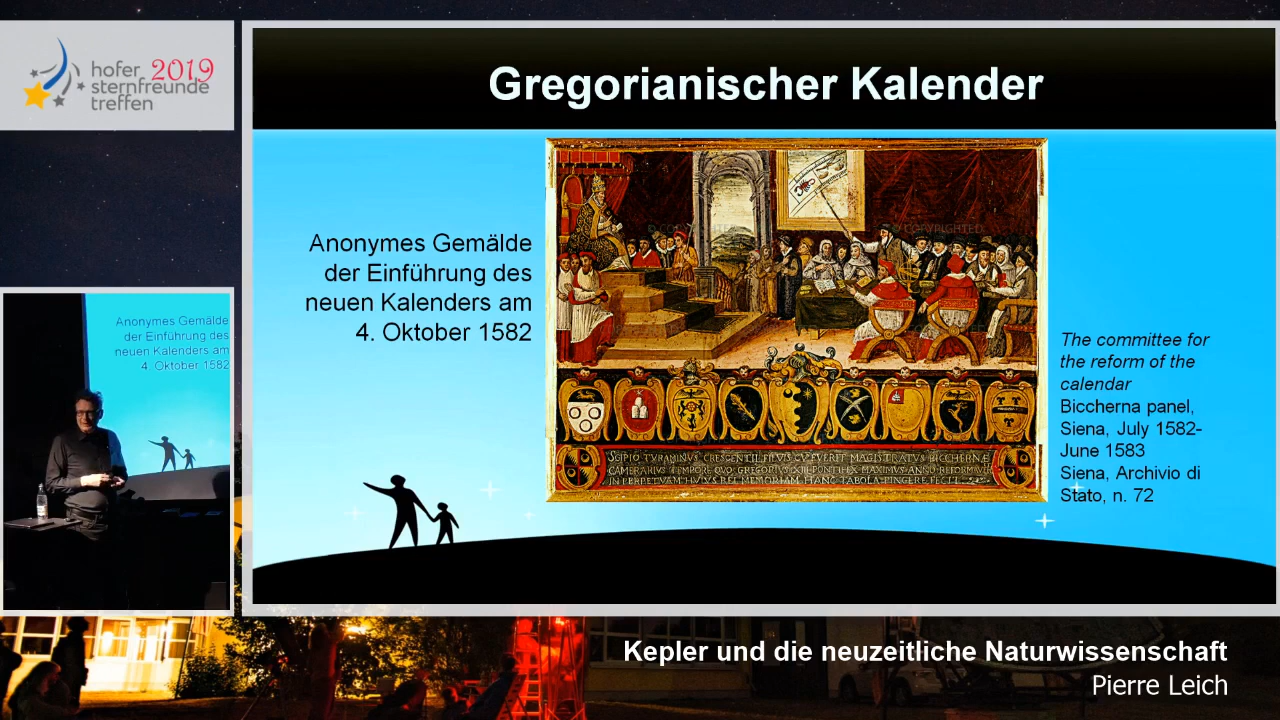 hofer 2019
sternfreunde
treffen
Gregorianischer Kalender
Anonymes Gemälde
der Einführung des
neuen Kalenders am
4. Oktober 1582
The committee for
the reform of the
calendar
Biccherna panel,
Siena, July 1582-
June 1583
Siena, Archivio di
Stato, n. 72
Anonymes Gemälde
der Einführung des
neuen Kalenders am
4. Oktober 1582
Kepler und die neuzeitliche Naturwissenschaft
Pierre Leich